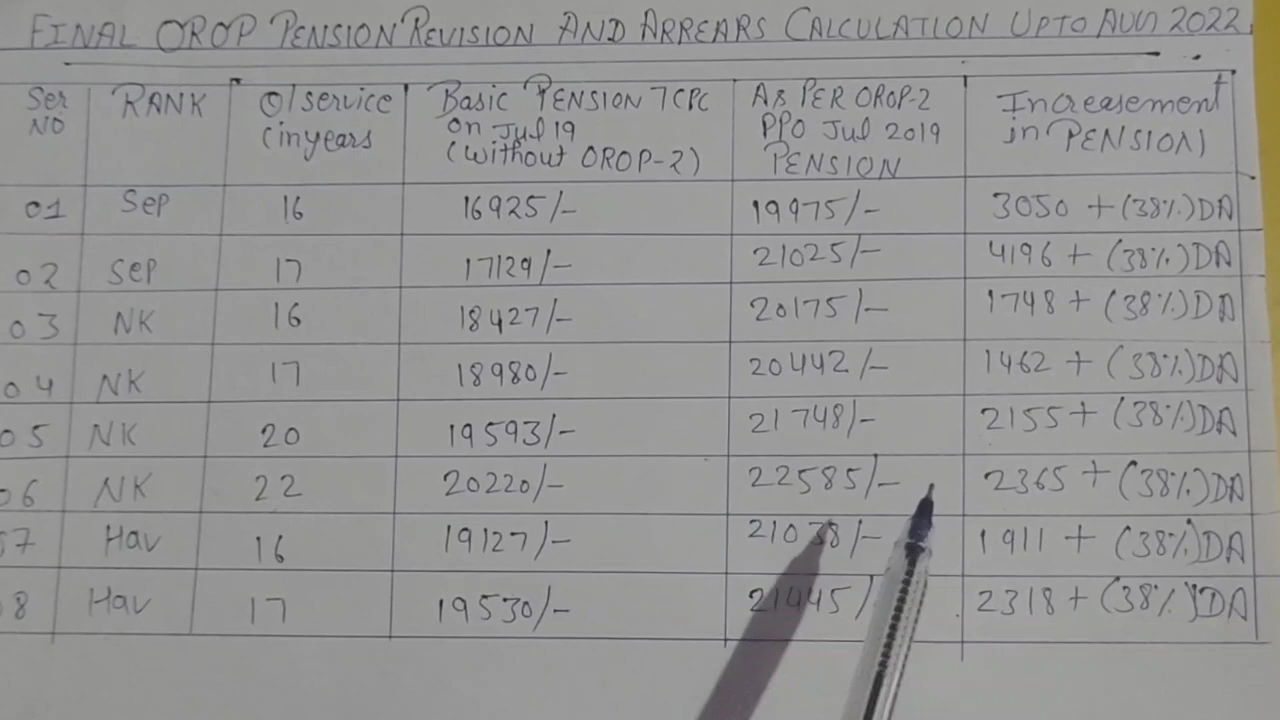 FINAL OROP PENSION REVISION AND ARREARS CALCULATION UPTO AUG 2022
Ser NO RANK Q/service (in years Basic PENSION 7CPC on Jul 19 (without OROP-2) AS PER OROP-2 PPO Jul 2019 PENSION Increasement in PENSION)
01 Sep 16 16925/- 19975/- 3050 + (38%)DA
02 Sep 17 17129/- 21025/- 4196 + (38%)DA
03 NK 16 18427/- 20175/- 1748 + (38%)DA
04 NK 17 18980/- 20442/- 1462 + (38%)DA
05 NK 20 19593/- 21748/- 2155 + (38%)DA
06 NK 22 20220/- 22585/- 2365 + (38%)DA
07 Hav 16 19127/- 21038/- 1911 + (38%)DA
08 Hav 17 19530/- 21445/ 2318 + (38%)DA